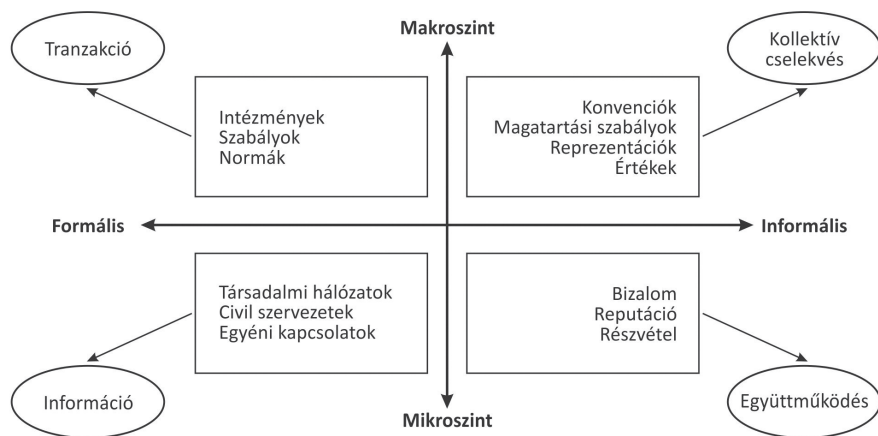 Makroszint
Tranzakció
Kollektív
cselekvés
Intézmények
Szabályok
Normák
Konvenciók
Magatartási szabályok
Reprezentációk
Értékek
Formális
Informális
Társadalmi hálózatok
Civil szervezetek
Egyéni kapcsolatok
Bizalom
Reputáció
Részvétel
Információ
Együttműködés
Mikroszint